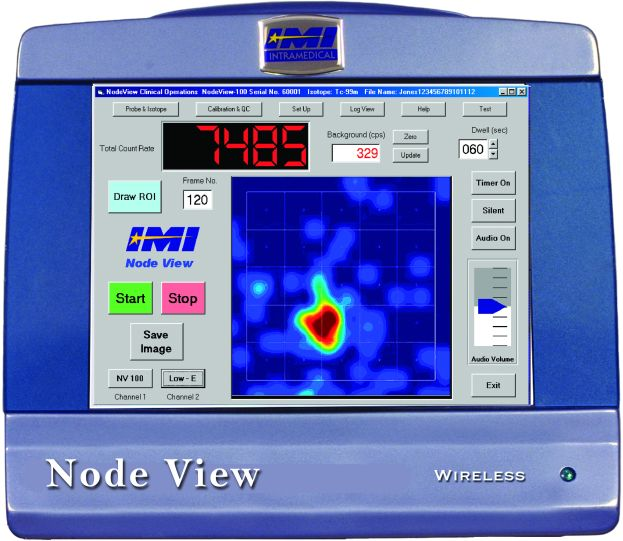 IMI
INTRAMEDICAL
NodeView Clinical Operations NodeView-100 Serial No. 60001 Isotope: Tc-99m File Name: Jones123456789101112
Probe & Isotope Calibration & QC Set Up Log View Help Test
Total Count Rate 7485 Background (cps) 329 Zero Update Dwell (sec) 060
Draw ROI Frame No. 120 Timer On
Silent
Audio On
IMI
Node View
Start Stop
Save
Image
Audio Volume
NV 100 Low - E Exit
Channel 1 Channel 2
Node View WIRELESS